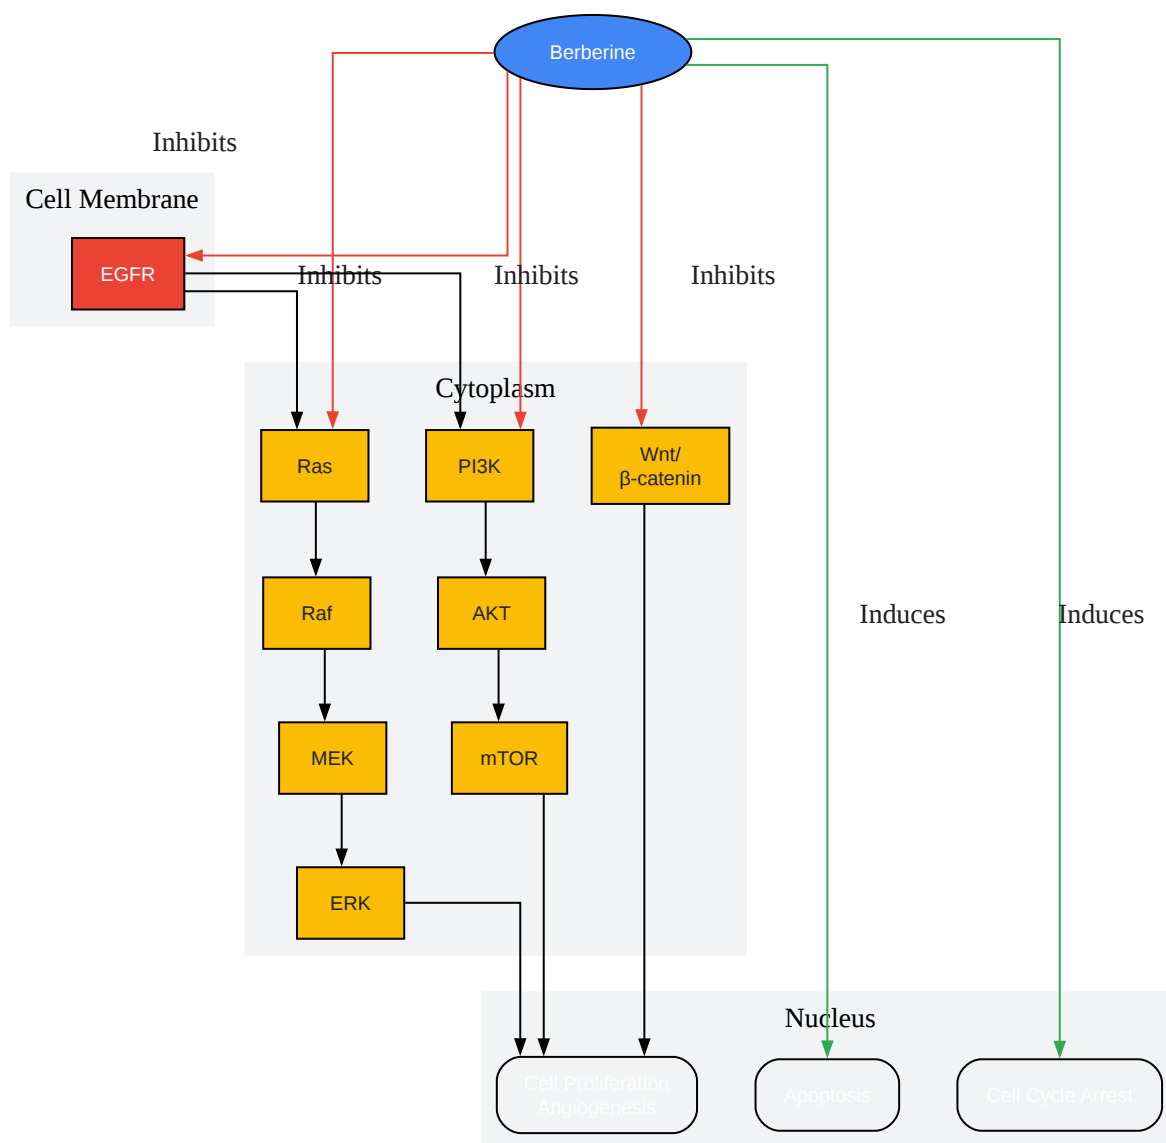 Berberine
Inhibits
Cell Membrane
EGFR
Inhibits
Inhibits
Inhibits
Cytoplasm
Ras
PI3K
Wnt/
β-catenin
Raf
AKT
Induces
Induces
MEK
mTOR
ERK
Nucleus
Cell Proliferation
Angiogenesis
Apoptosis
Cell Cycle Arrest